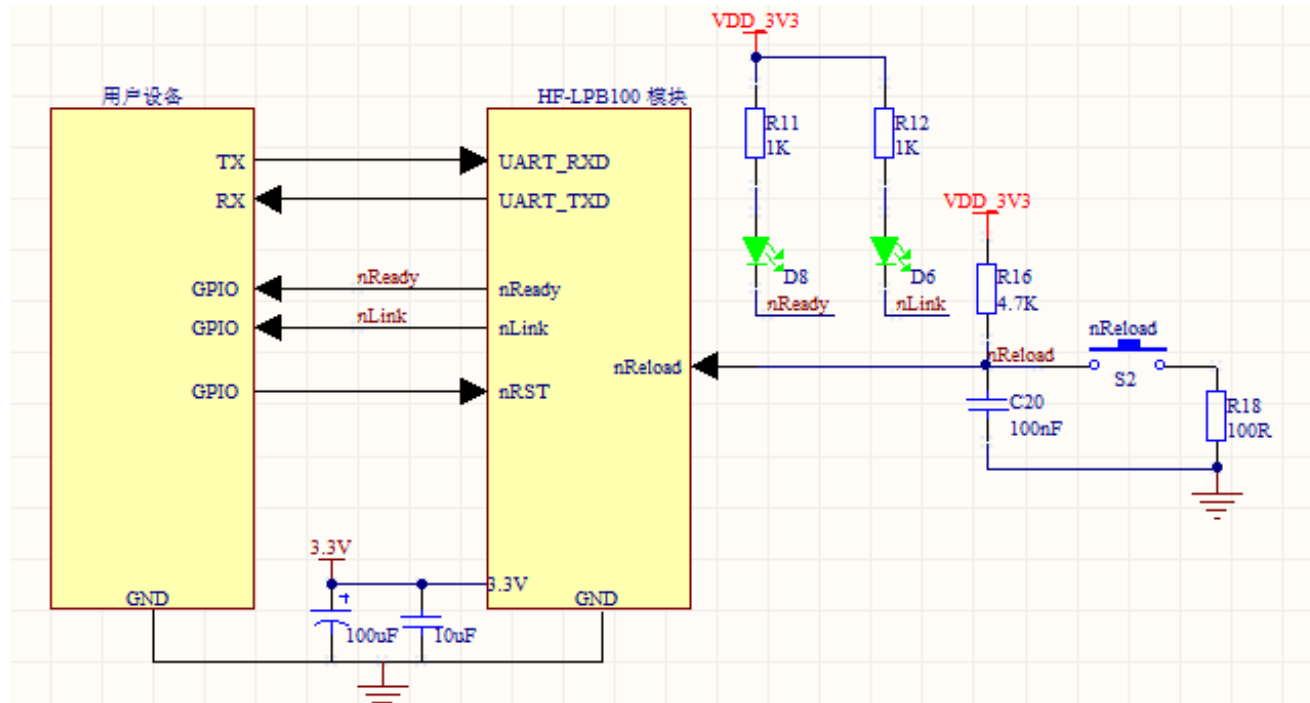 VDD_3V3
用户设备
HF-LPB100 模块
R11
1K
R12
1K
TX
UART_RXD
RX
UART_TXD
VDD_3V3
D8
D6
R16
4.7K
GPIO
nReady
nReady
nReady
nLink
GPIO
nLink
nLink
nReload
nReload
nReload
S2
GPIO
nRST
C20
100nF
R18
100R
3.3V
3.3V
GND
GND
+
100uF
10uF